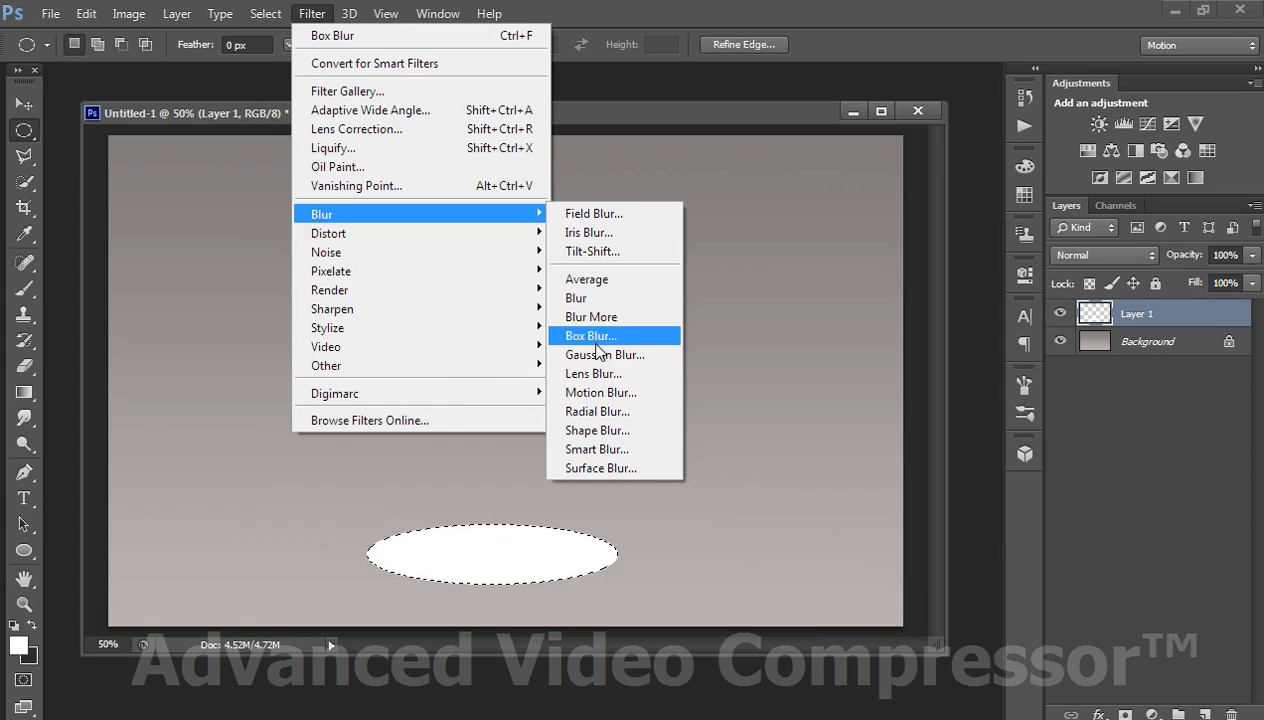 Ps File Edit Image Layer Type Select Filter 3D View Window Help
Feather: 0 px Height: Refine Edge... Motion
Box Blur Ctrl+F
Convert for Smart Filters
Filter Gallery...
Adaptive Wide Angle... Shift+Ctrl+A
Lens Correction... Shift+Ctrl+R
Liquify... Shift+Ctrl+X
Oil Paint...
Vanishing Point... Alt+Ctrl+V
Blur
Distort
Noise
Pixelate
Render
Sharpen
Stylize
Video
Other
Digimarc
Browse Filters Online...
Field Blur...
Iris Blur...
Tilt-Shift...
Average
Blur
Blur More
Box Blur...
Gaussian Blur...
Lens Blur...
Motion Blur...
Radial Blur...
Shape Blur...
Smart Blur...
Surface Blur...
Ps Untitled-1 @ 50% (Layer 1, RGB/8) *
50% Doc: 4.52M/4.72M
Adjustments
Add an adjustment
Layers Channels
Kind
Normal Opacity: 100%
Lock: Fill: 100%
Layer 1
Background
Advanced Video Compressor™